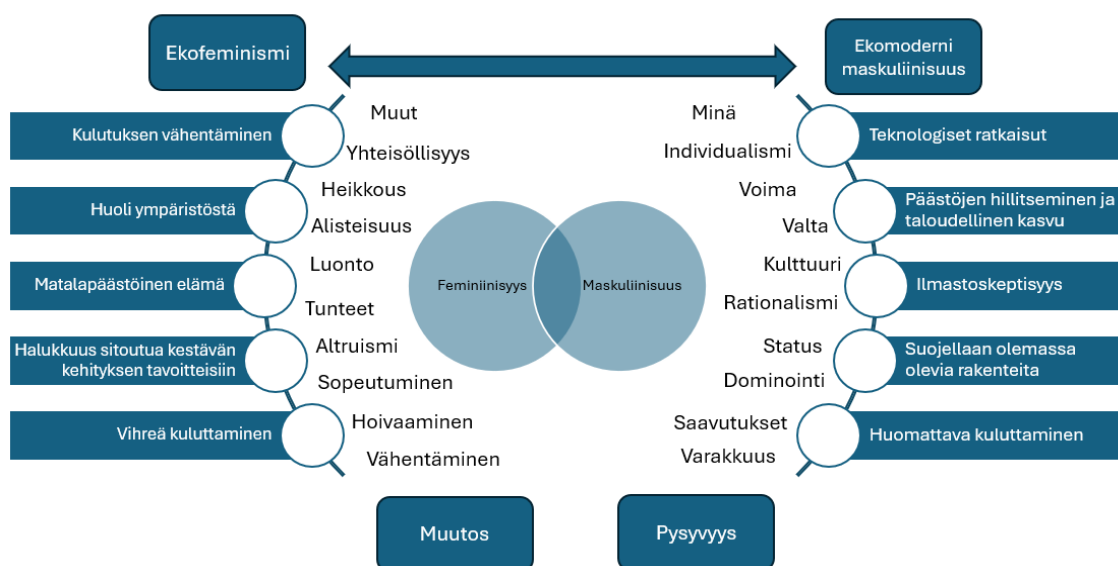 Ekofeminismi
Ekomoderni
maskuliinisuus
Kulutuksen vähentäminen
Huoli ympäristöstä
Matalapäästöinen elämä
Halukkuus sitoutua kestävän
kehityksen tavoitteisiin
Vihreä kuluttaminen
Muut
Yhteisöllisyys
Heikkous
Alisteisuus
Luonto
Tunteet
Altruismi
Sopeutuminen
Hoivaaminen
Vähentäminen
Feminiinisyys
Maskuliinisuus
Minä
Individualismi
Voima
Valta
Kulttuuri
Rationalismi
Status
Dominointi
Saavutukset
Varakkuus
Teknologiset ratkaisut
Päästöjen hillitseminen ja
taloudellinen kasvu
Ilmastoskeptisyys
Suojellaan olemassa
olevia rakenteita
Huomattava kuluttaminen
Muutos
Pysyvyys